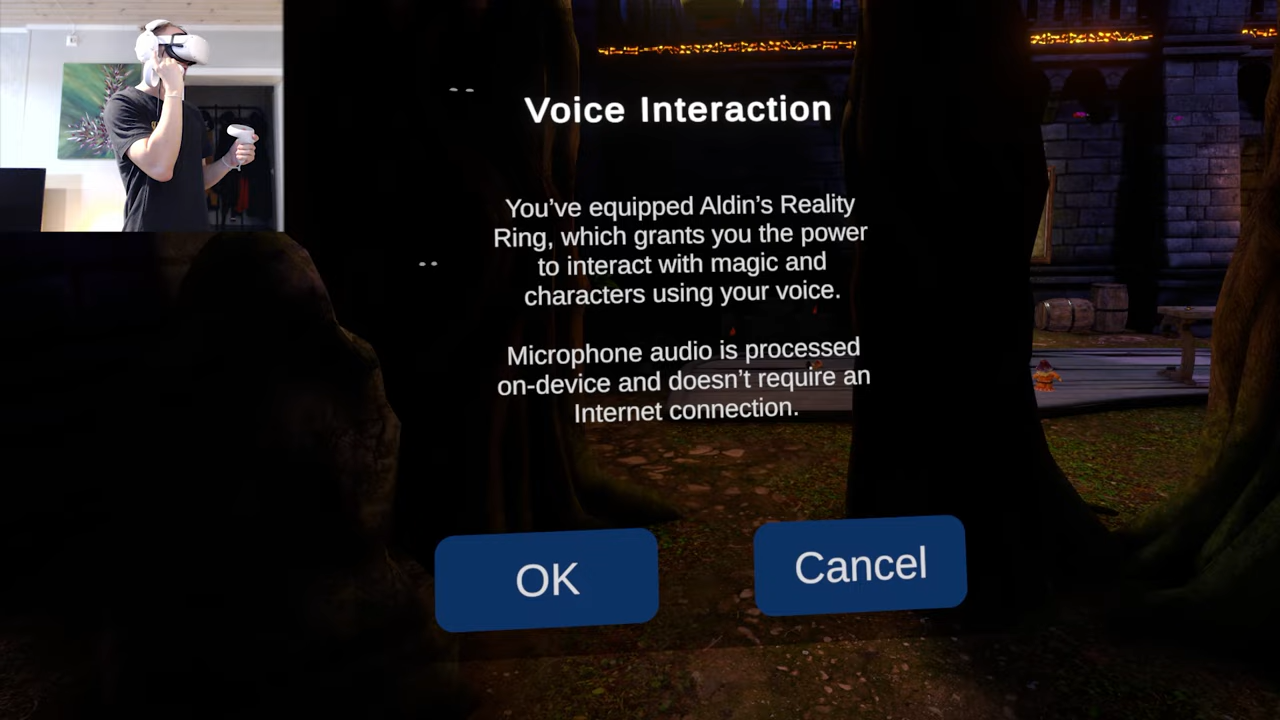 Voice Interaction
You’ve equipped Aldin’s Reality
Ring, which grants you the power
to interact with magic and
characters using your voice.
Microphone audio is processed
on-device and doesn’t require an
Internet connection.
OK
Cancel